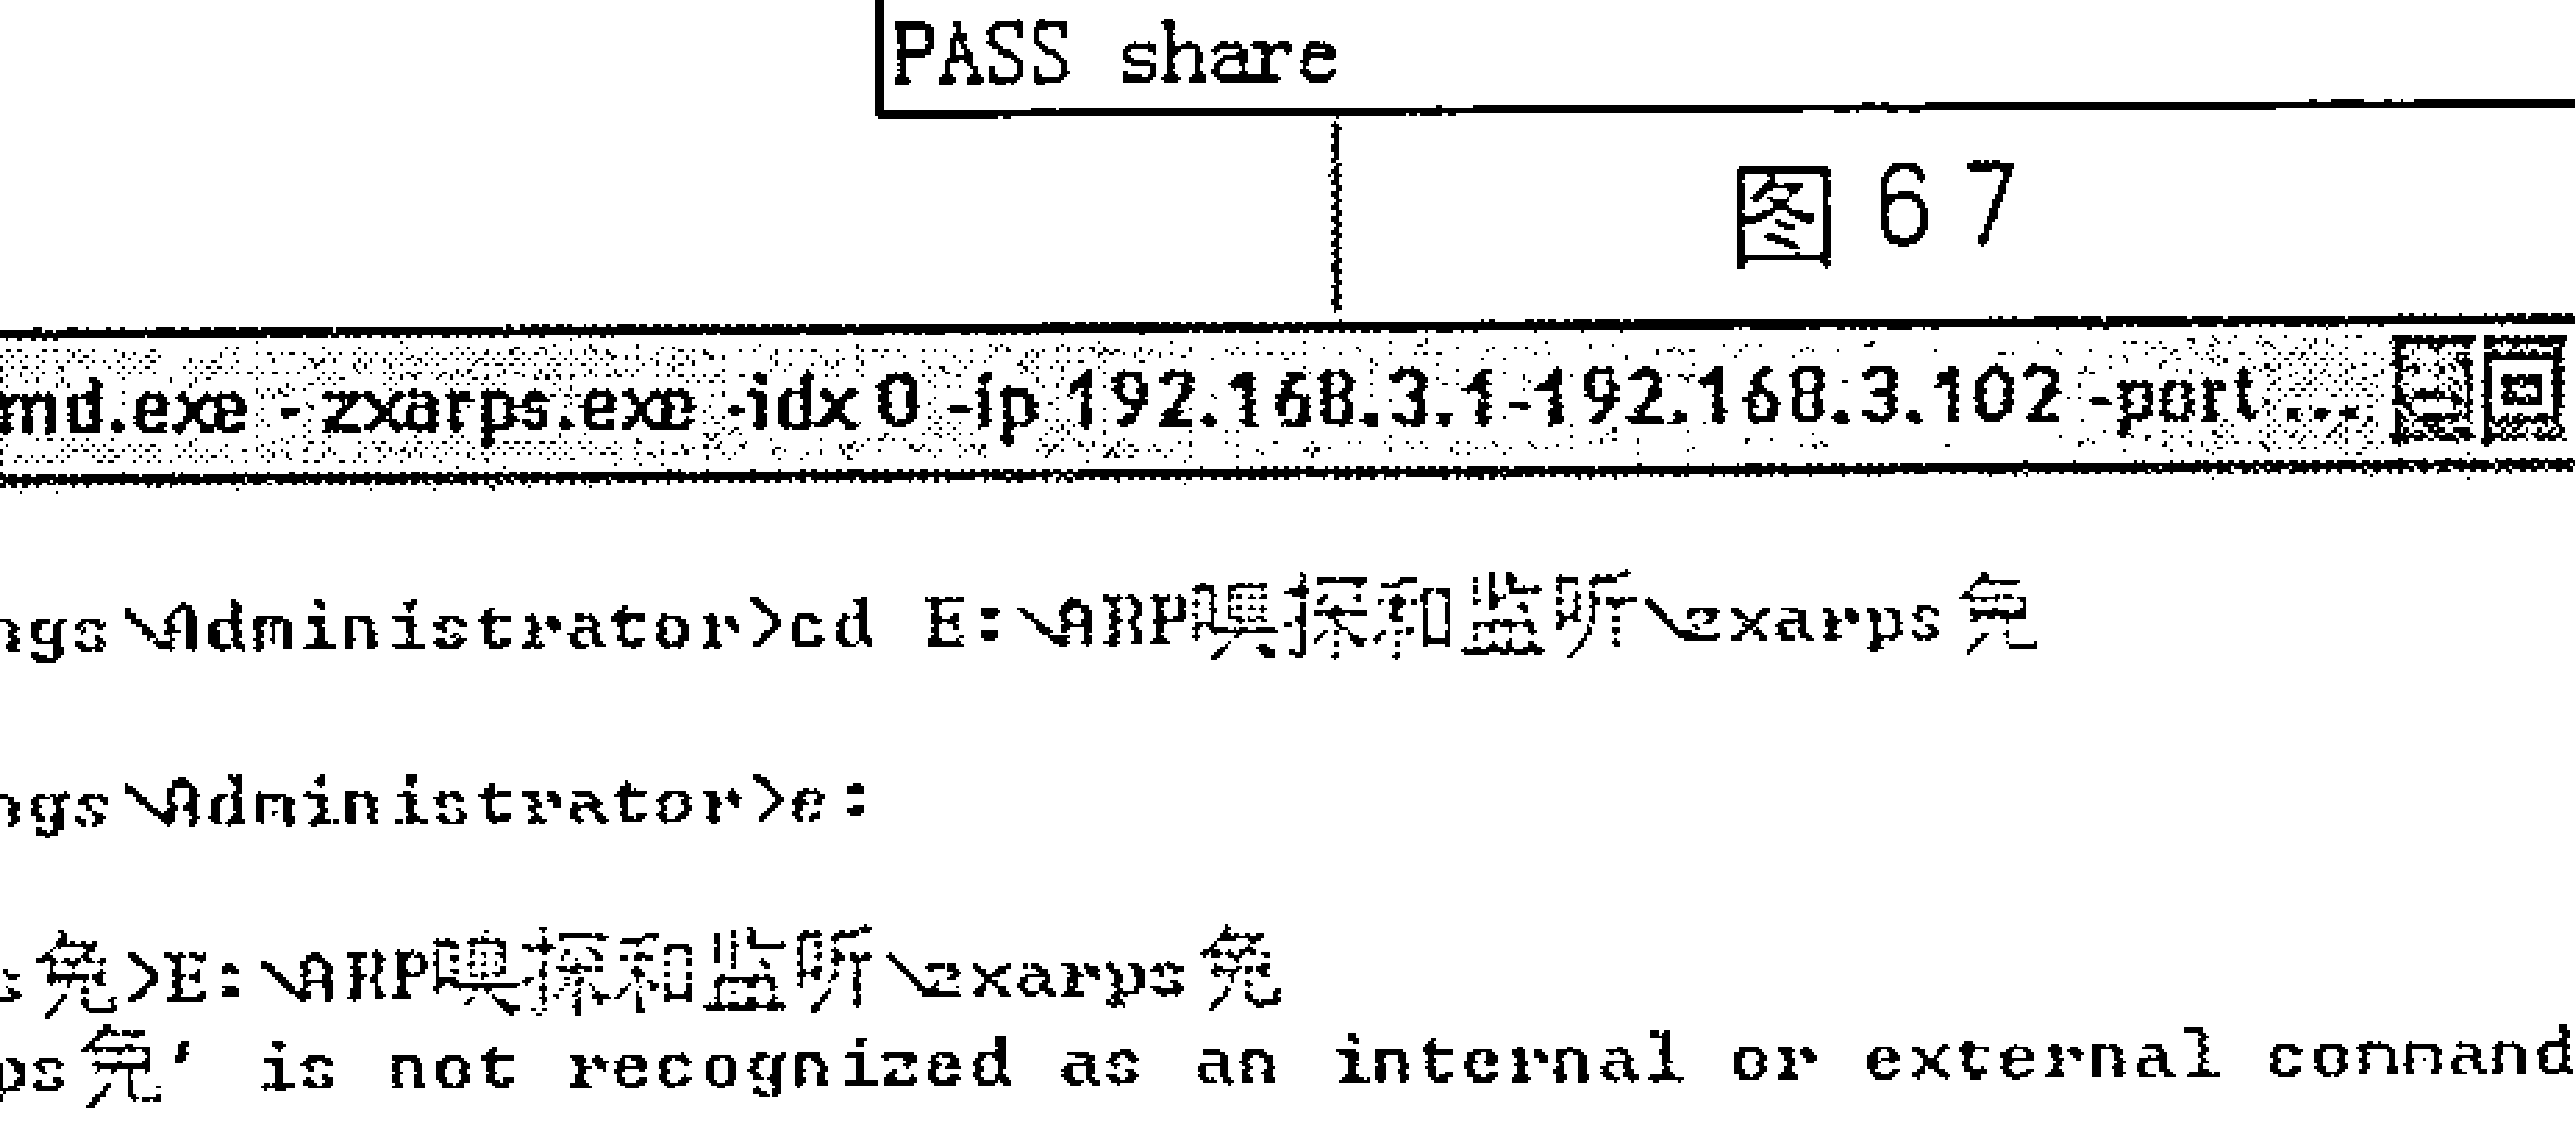 PASS share
图 6 7
md.exe - zxarps.exe -idx 0 -ip 192.168.3.1-192.168.3.102 -port ...
ngs\Administrator>cd E:\ARP嗅探和监听\zxarps免
ngs\Administrator>e:
s免>E:\ARP嗅探和监听\zxarps免
ps免' is not recognized as an internal or external command